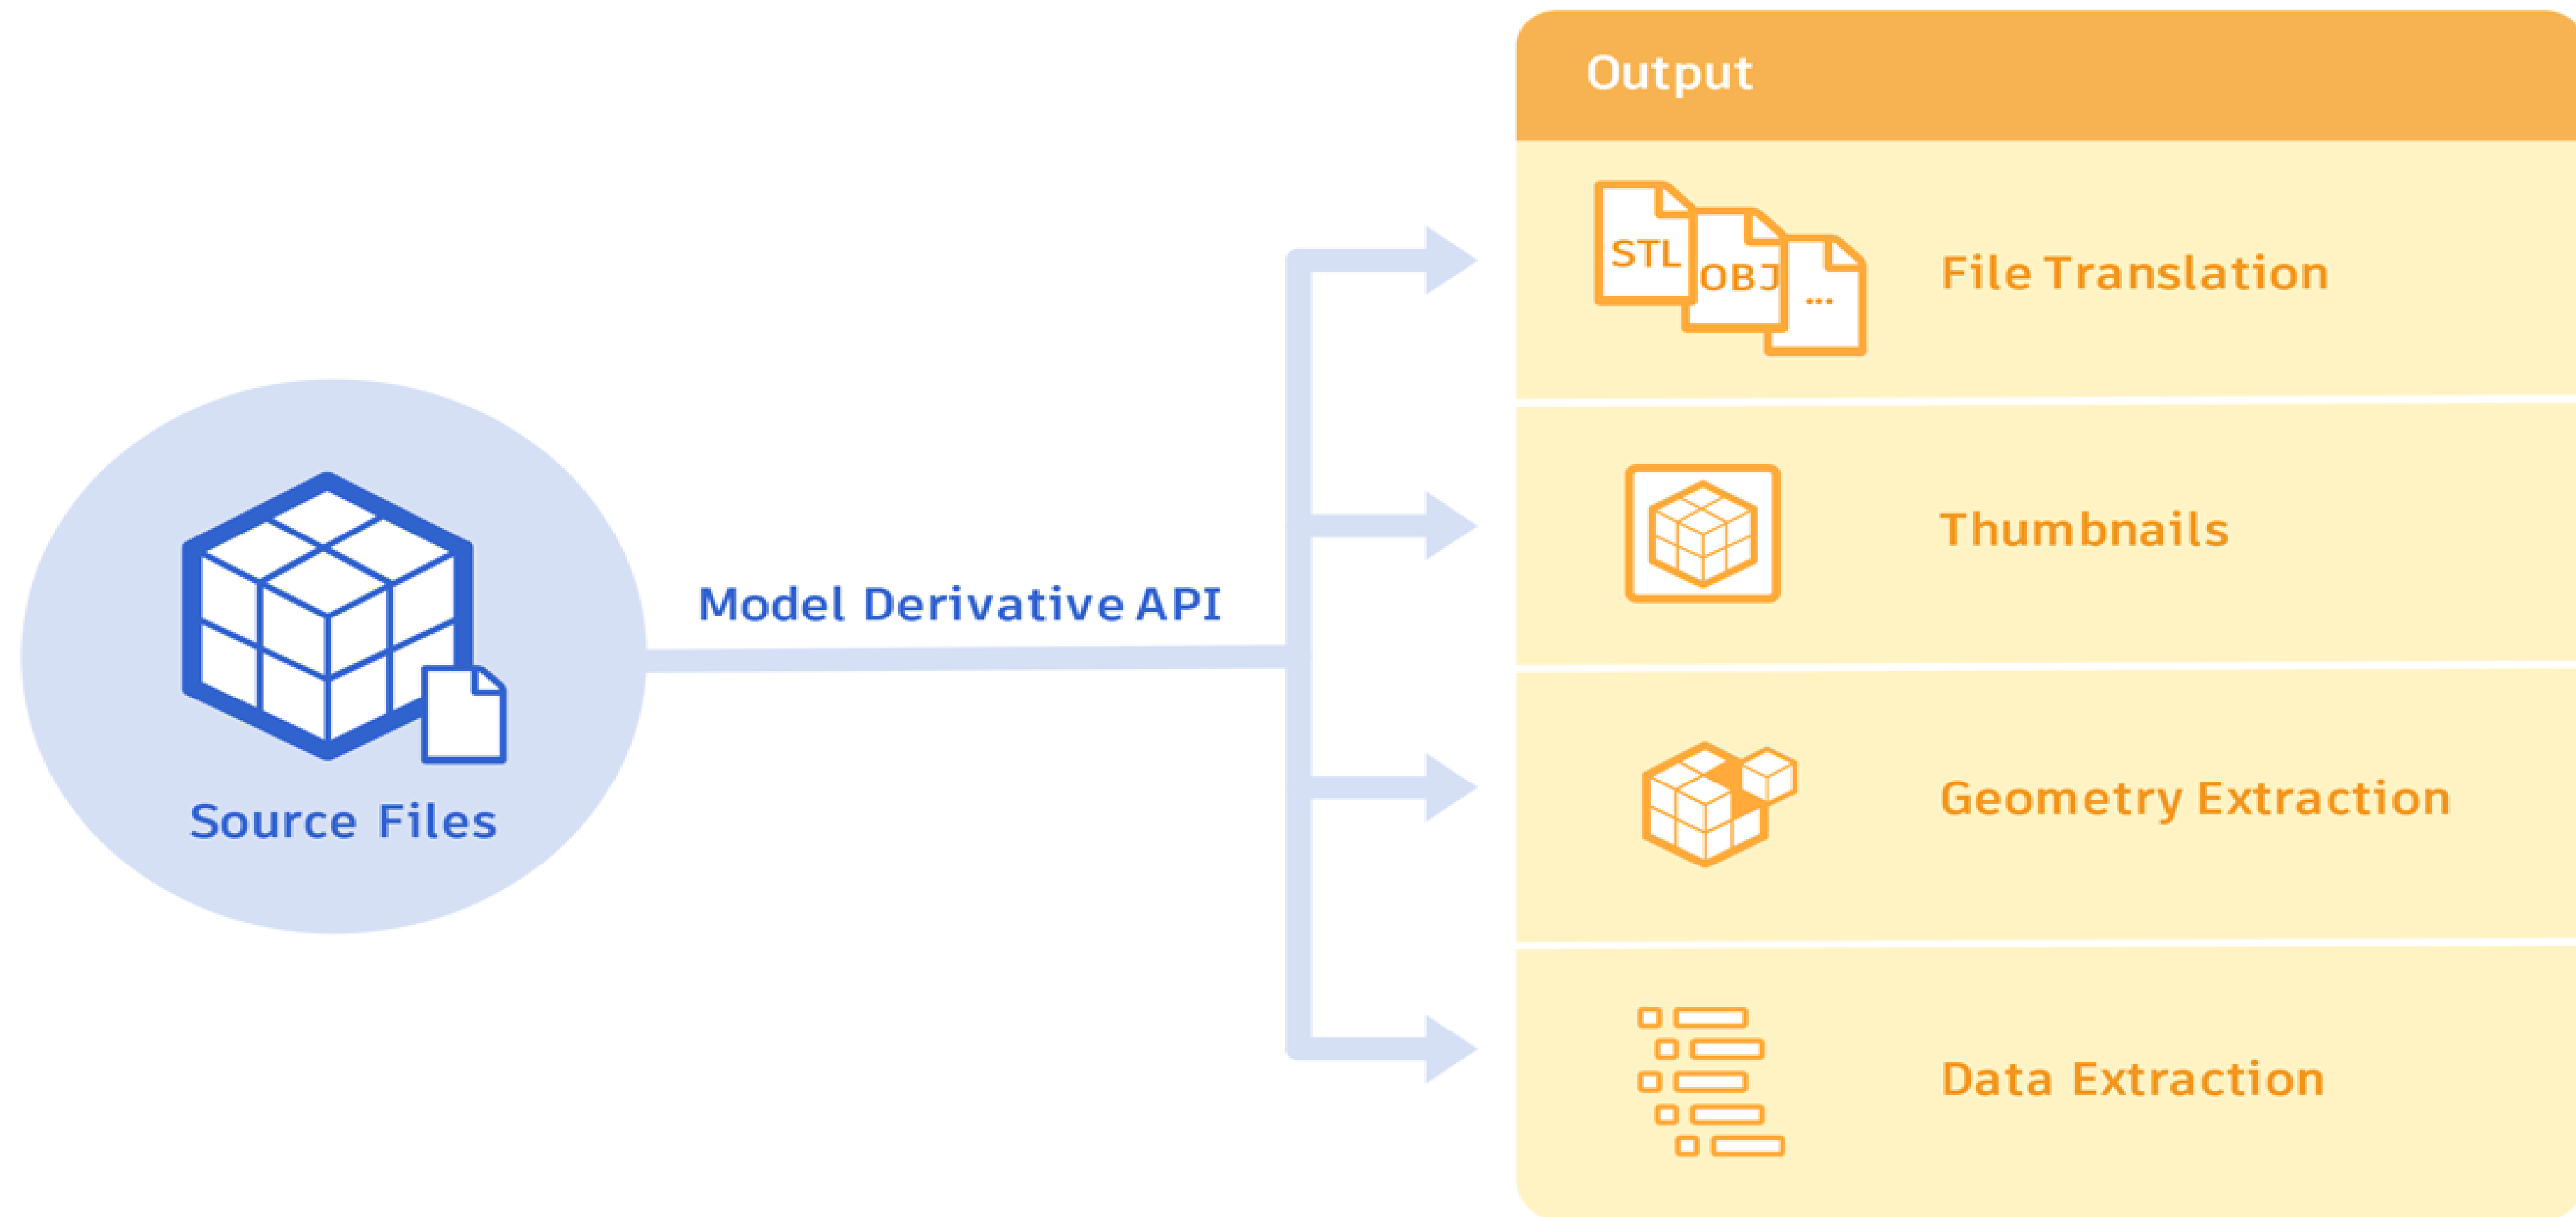 Output
STL
OBJ
...
File Translation
Thumbnails
Model Derivative API
Geometry Extraction
Source Files
Data Extraction